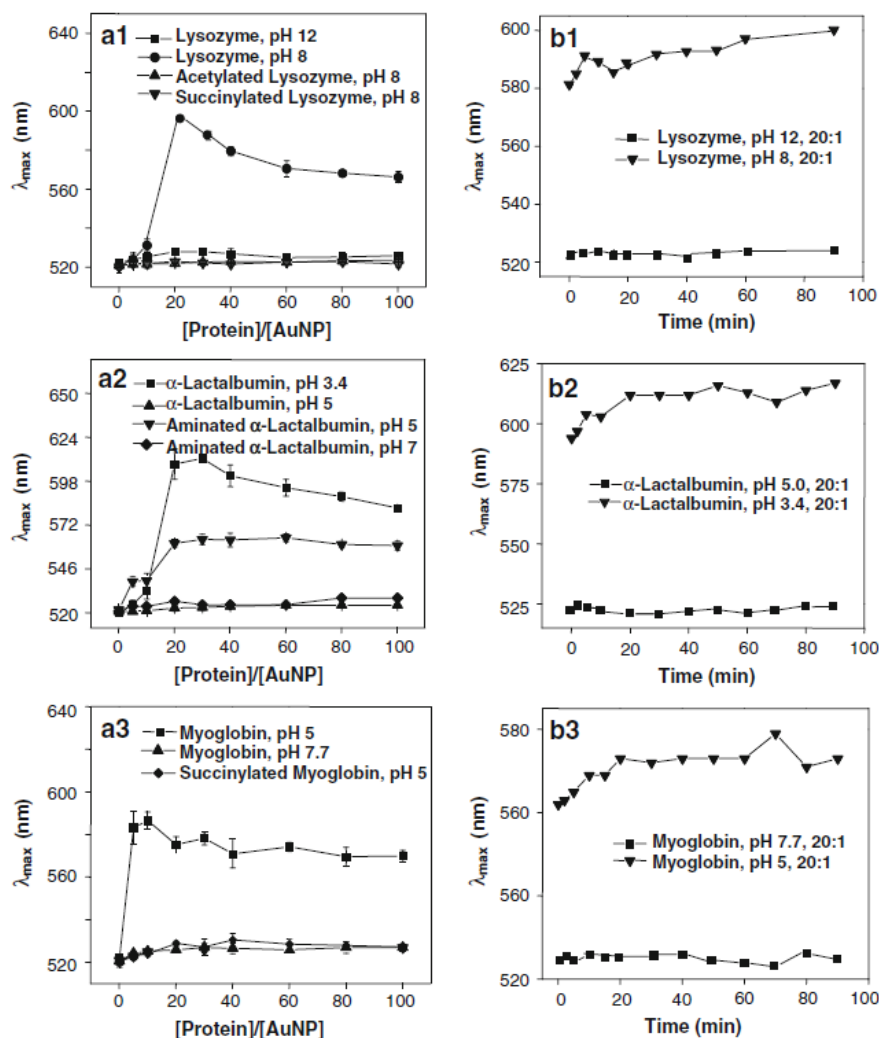 a1
Lysozyme, pH 12
Lysozyme, pH 8
Acetylated Lysozyme, pH 8
Succinylated Lysozyme, pH 8
640
600
560
520
λmax (nm)
0 20 40 60 80 100
[Protein]/[AuNP]
b1
Lysozyme, pH 12, 20:1
Lysozyme, pH 8, 20:1
600
580
560
540
520
λmax (nm)
0 20 40 60 80 100
Time (min)
a2
α-Lactalbumin, pH 3.4
α-Lactalbumin, pH 5
Aminated α-Lactalbumin, pH 5
Aminated α-Lactalbumin, pH 7
650
624
598
572
546
520
λmax (nm)
0 20 40 60 80 100
[Protein]/[AuNP]
b2
α-Lactalbumin, pH 5.0, 20:1
α-Lactalbumin, pH 3.4, 20:1
625
600
575
550
525
λmax (nm)
0 20 40 60 80 100
Time (min)
a3
Myoglobin, pH 5
Myoglobin, pH 7.7
Succinylated Myoglobin, pH 5
640
600
560
520
λmax (nm)
0 20 40 60 80 100
[Protein]/[AuNP]
b3
Myoglobin, pH 7.7, 20:1
Myoglobin, pH 5, 20:1
580
560
560
540
520
λmax (nm)
0 20 40 60 80 100
Time (min)